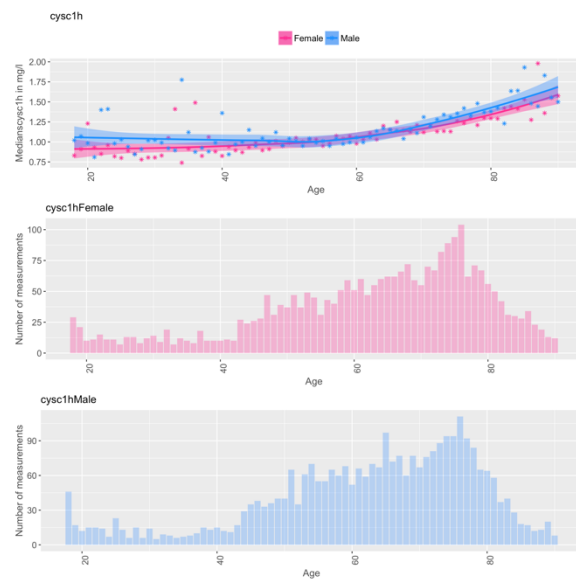 cysc1h
Female Male
Medianscysc1h in mg/l
2.00
1.75
1.50
1.25
1.00
0.75
20
40
60
80
Age
cysc1hFemale
Number of measurements
100
75
50
25
0
20
40
60
80
Age
cysc1hMale
Number of measurements
90
60
30
0
20
40
60
80
Age